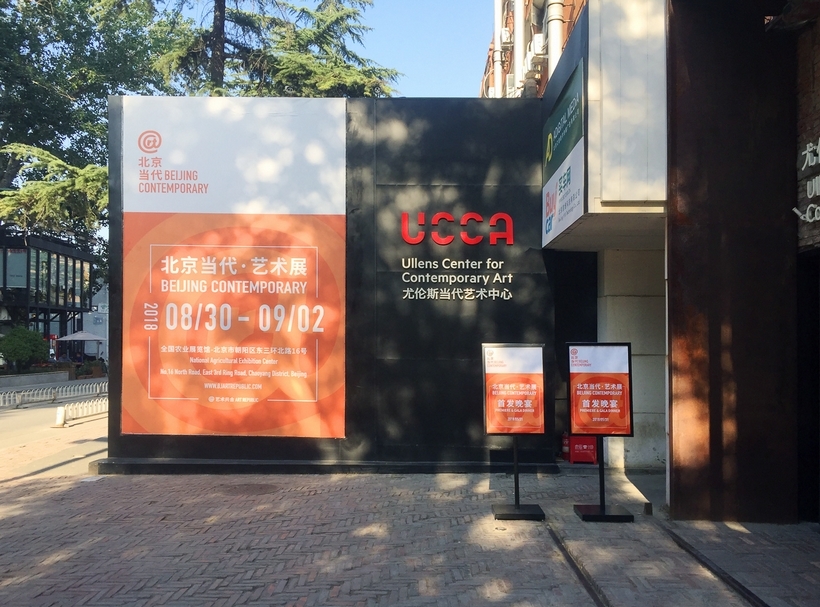 @
北京
当代 BEIJING
CONTEMPORARY
北京当代·艺术展
BEIJING CONTEMPORARY
2018
08/30 - 09/02
全国农业展览馆·北京市朝阳区东三环北路16号
National Agricultural Exhibition Center
No.16 North Road, East 3rd Ring Road, Chaoyang District, Beijing,
UCCA
Ullens Center for
Contemporary Art
尤伦斯当代艺术中心
DIGITAL MEDIA
北京当代·艺术展
BEIJING CONTEMPORARY
首发晚宴
北京当代·艺术展
BEIJING CONTEMPORARY
首发晚宴